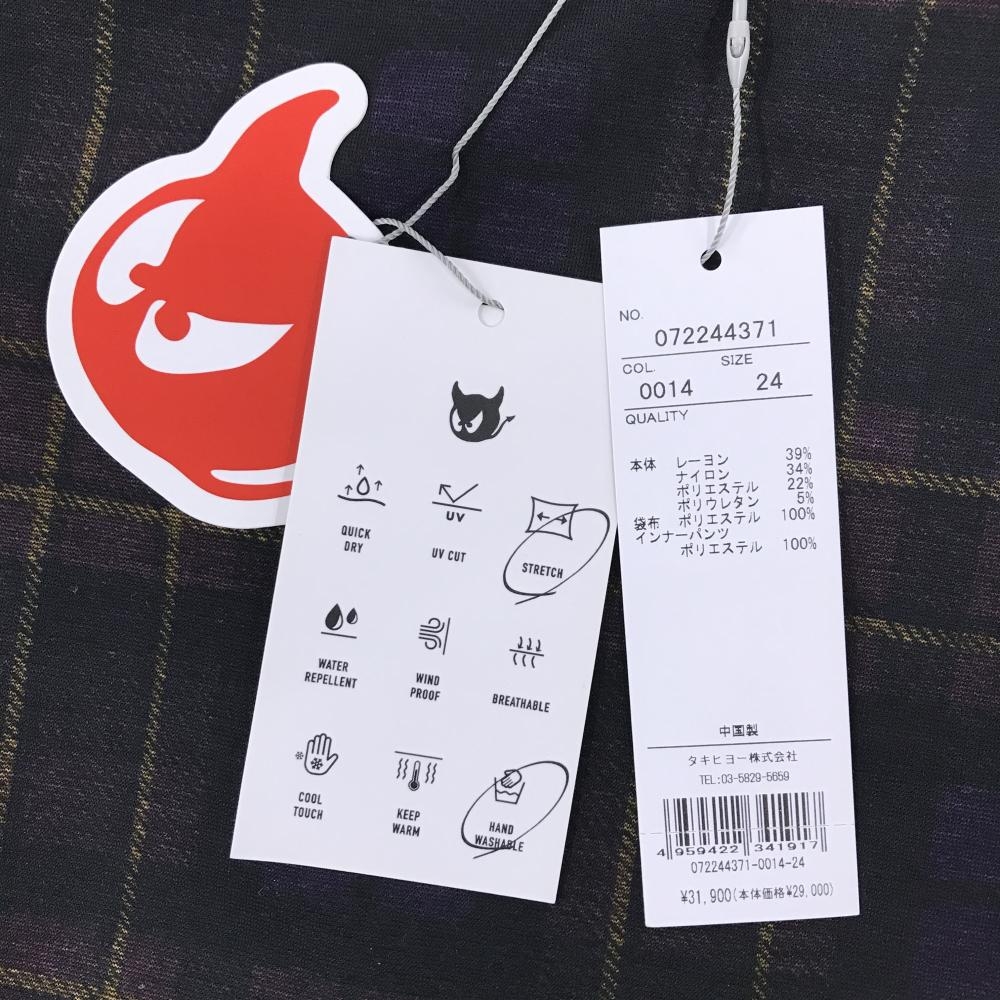 QUICK
DRY
UV
UV CUT
STRETCH
WATER
REPELLENT
WIND
PROOF
BREATHABLE
COOL
TOUCH
KEEP
WARM
HAND
WASHABLE
NO.
072244371
COL. SIZE
0014 24
QUALITY
本体 レーヨン 39%
ナイロン 34%
ポリエステル 22%
ポリウレタン 5%
袋布 ポリエステル 100%
インナーパンツ
ポリエステル 100%
中国製
タキヒヨー株式会社
TEL:03-5829-5659
4 959422 341917
072244371-0014-24
¥31,900(本体価格¥29,000)